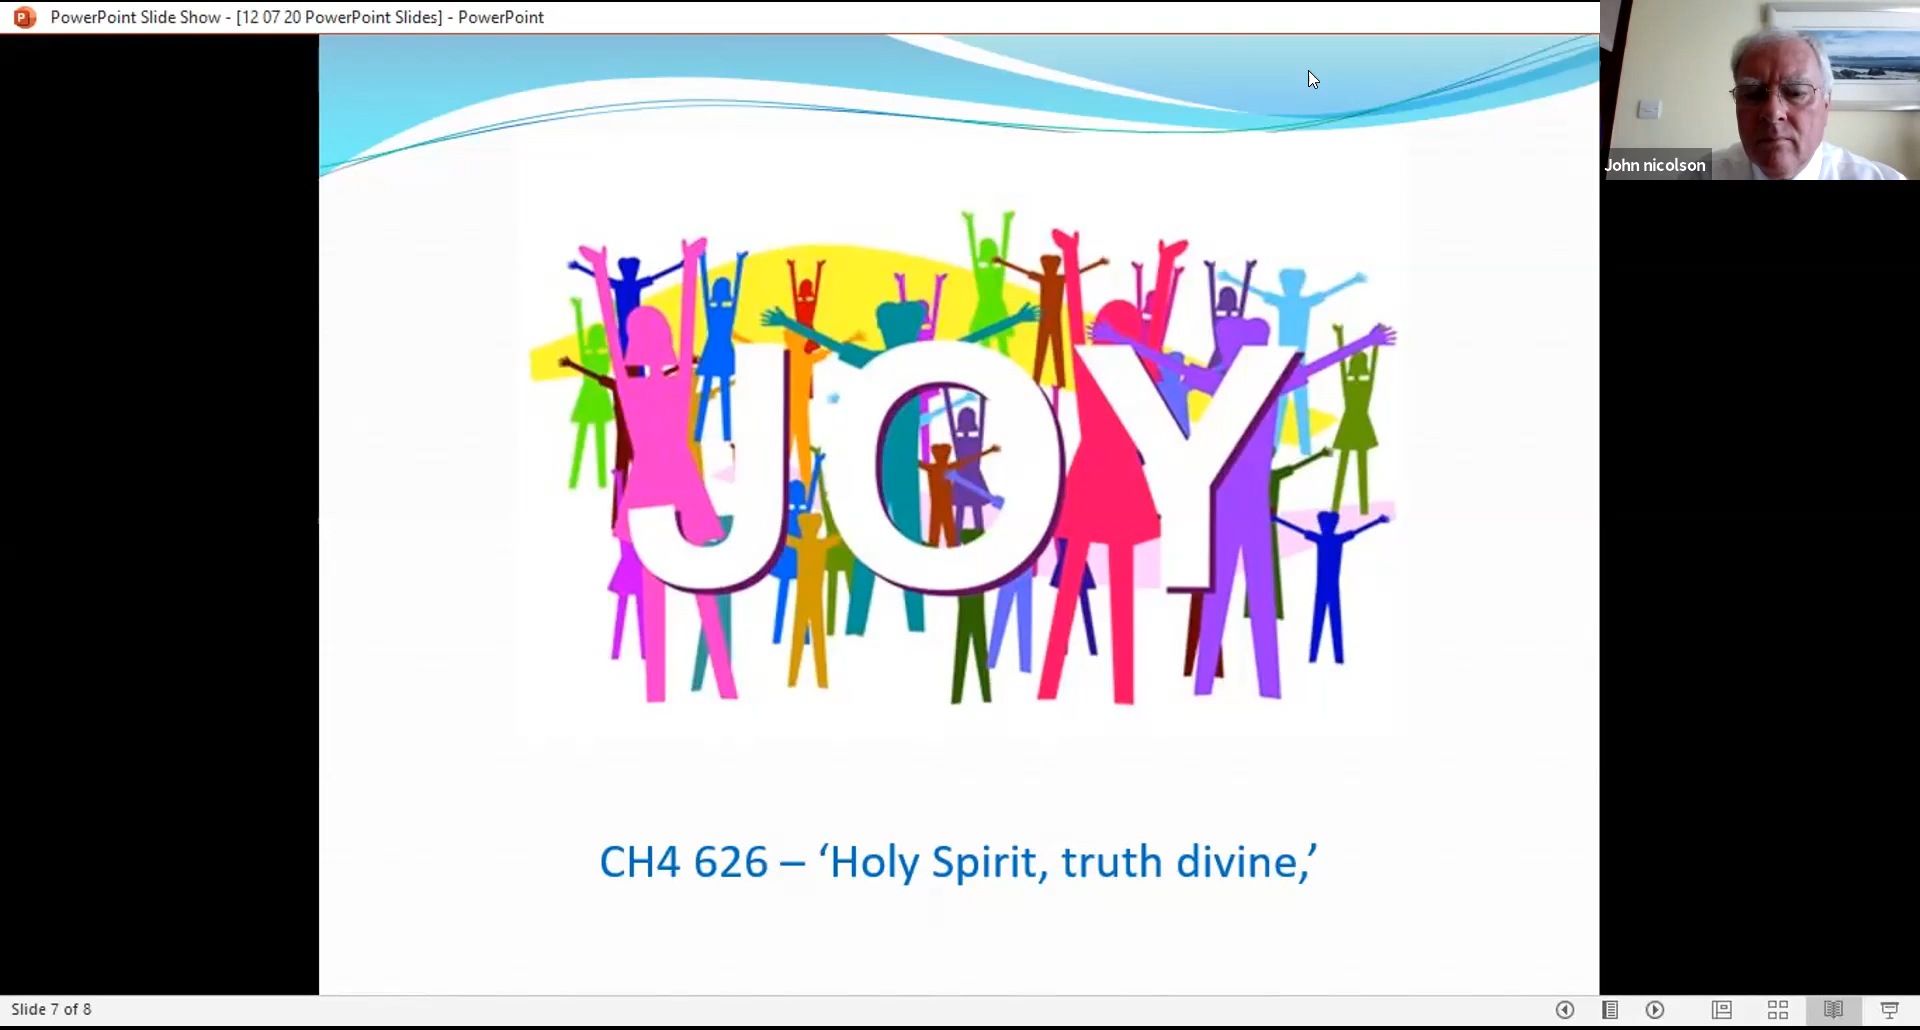 PowerPoint Slide Show - [12 07 20 PowerPoint Slides] - PowerPoint
John nicolson
JOY
CH4 626 – ‘Holy Spirit, truth divine,’
Slide 7 of 8